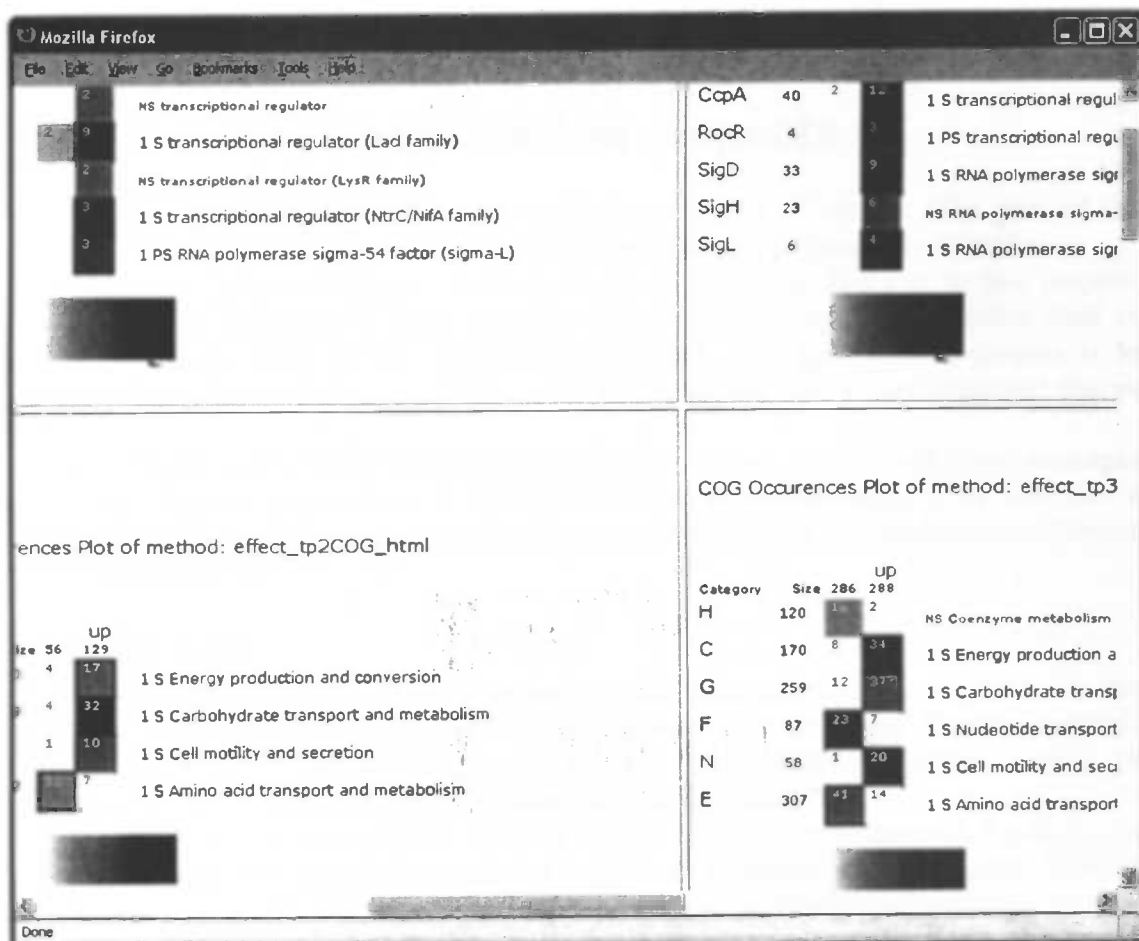 Mozilla Firefox
File Edit View Go Bookmarks Tools Help
2 NS transcriptional regulator
2 9 1 S transcriptional regulator (LacI family)
2 NS transcriptional regulator (LysR family)
3 1 S transcriptional regulator (NtrC/NifA family)
3 1 PS RNA polymerase sigma-54 factor (sigma-L)
CcpA 40 2 12 1 S transcriptional regul
RocR 4 3 1 PS transcriptional regu
SigD 33 9 1 S RNA polymerase sigr
SigH 23 6 NS RNA polymerase sigma-
SigL 6 4 1 S RNA polymerase sigr
ences Plot of method: effect_tp2COG_html
up
ize 56 129
4 17 1 S Energy production and conversion
4 32 1 S Carbohydrate transport and metabolism
1 10 1 S Cell motility and secretion
7 1 S Amino acid transport and metabolism
COG Occurences Plot of method: effect_tp3
up
Category Size 286 288
H 120 1 2 NS Coenzyme metabolism
C 170 8 34 1 S Energy production a
G 259 12 37 1 S Carbohydrate transp
F 87 23 7 1 S Nucleotide transport
N 58 1 20 1 S Cell motility and secr
E 307 41 14 1 S Amino acid transport
Done